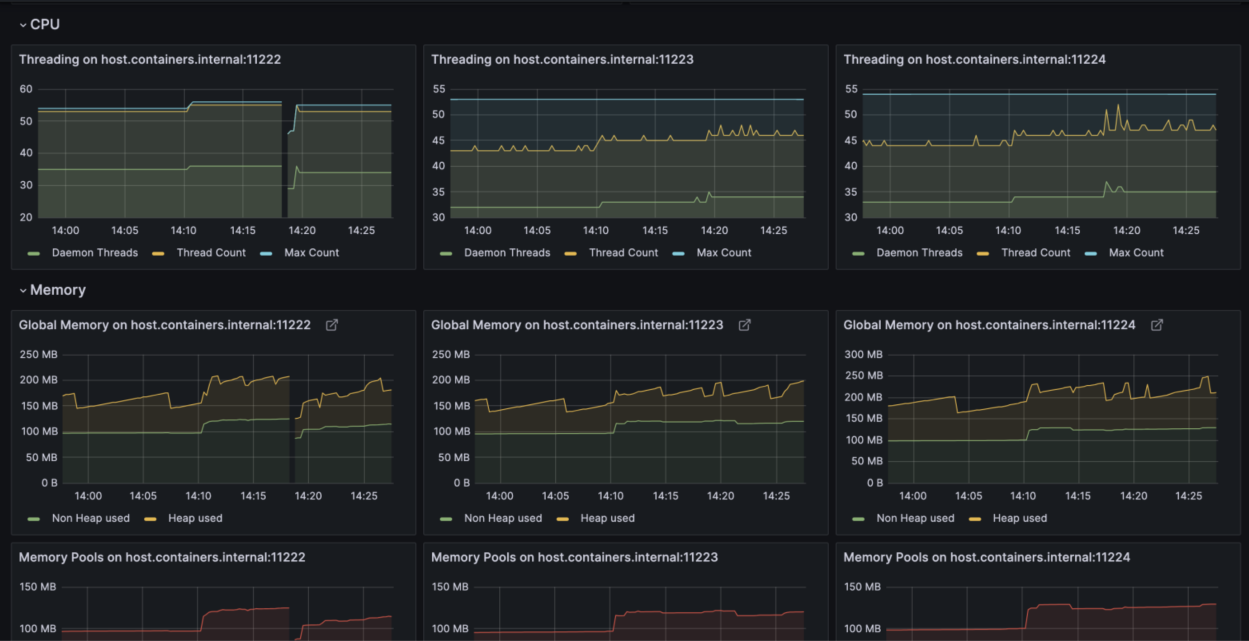 CPU
Threading on host.containers.internal:11222
60
50
40
30
20
14:00 14:05 14:10 14:15 14:20 14:25
Daemon Threads Thread Count Max Count
Threading on host.containers.internal:11223
55
50
45
40
35
30
14:00 14:05 14:10 14:15 14:20 14:25
Daemon Threads Thread Count Max Count
Threading on host.containers.internal:11224
55
50
45
40
35
30
14:00 14:05 14:10 14:15 14:20 14:25
Daemon Threads Thread Count Max Count
Memory
Global Memory on host.containers.internal:11222
250 MB
200 MB
150 MB
100 MB
50 MB
0 B
14:00 14:05 14:10 14:15 14:20 14:25
Non Heap used Heap used
Global Memory on host.containers.internal:11223
250 MB
200 MB
150 MB
100 MB
50 MB
0 B
14:00 14:05 14:10 14:15 14:20 14:25
Non Heap used Heap used
Global Memory on host.containers.internal:11224
300 MB
250 MB
200 MB
150 MB
100 MB
50 MB
0 B
14:00 14:05 14:10 14:15 14:20 14:25
Non Heap used Heap used
Memory Pools on host.containers.internal:11222
150 MB
100 MB
Memory Pools on host.containers.internal:11223
150 MB
100 MB
Memory Pools on host.containers.internal:11224
150 MB
100 MB